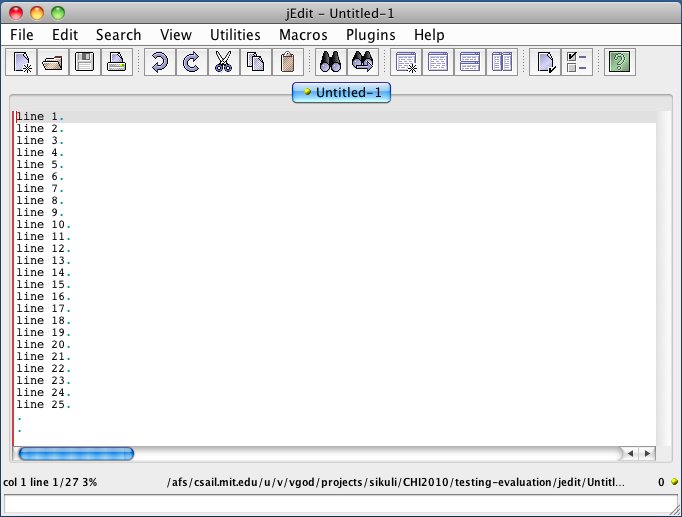 jEdit - Untitled-1
File Edit Search View Utilities Macros Plugins Help
Untitled-1
line 1.
line 2.
line 3.
line 4.
line 5.
line 6.
line 7.
line 8.
line 9.
line 10.
line 11.
line 12.
line 13.
line 14.
line 15.
line 16.
line 17.
line 18.
line 19.
line 20.
line 21.
line 22.
line 23.
line 24.
line 25.
.
.
col 1 line 1/27 3% /afs/csail.mit.edu/u/v/vgod/projects/sikuli/CHI2010/testing-evaluation/jedit/Untitl... 0